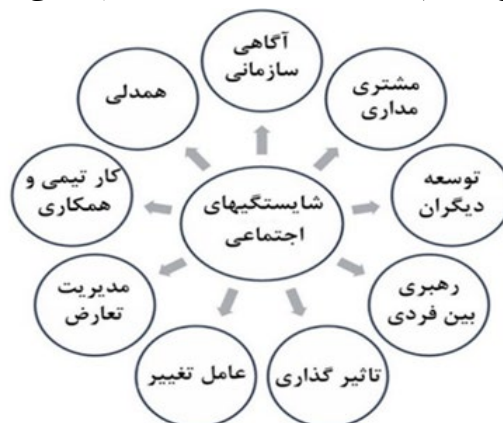 آگاهی
سازمانی
مشتری
مداری
توسعه
دیگران
رهبری
بین فردی
تاثیر گذاری
عامل تغییر
مدیریت
تعارض
کار تیمی و
همکاری
همدلی
شایستگیهای
اجتماعی